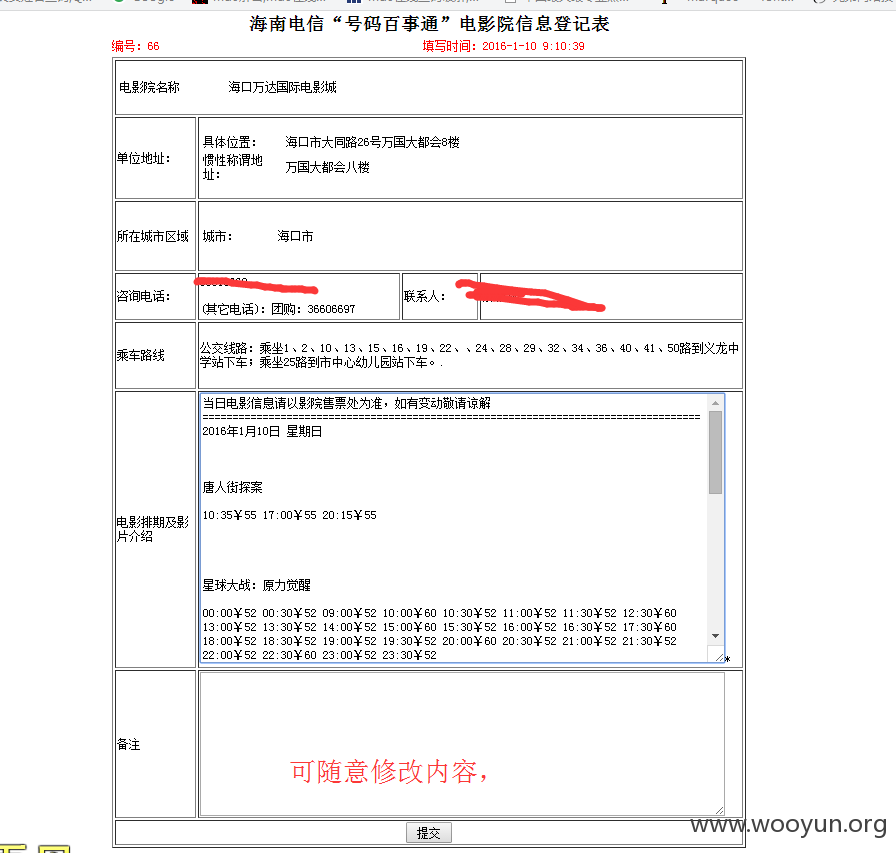 海南电信“号码百事通”电影院信息登记表
编号：66 填写时间：2016-1-10 9:10:39
电影院名称 海口万达国际电影城
单位地址： 具体位置： 海口市大同路26号万国大都会8楼
惯性称谓地址： 万国大都会八楼
所在城市区域 城市： 海口市
咨询电话： (其它电话)：团购：36606697 联系人：
乘车路线 公交线路：乘坐1、2、10、13、15、16、19、22、、24、28、29、32、34、36、40、41、50路到义龙中
学站下车；乘坐25路到市中心幼儿园站下车。.
电影排期及影片介绍
当日电影信息请以影院售票处为准，如有变动敬请谅解
===================================================================================
2016年1月10日 星期日
唐人街探案
10:35￥55 17:00￥55 20:15￥55
星球大战：原力觉醒
00:00￥52 00:30￥52 09:00￥52 10:00￥60 10:30￥52 11:00￥52 11:30￥52 12:30￥60
13:00￥52 13:30￥52 14:00￥52 15:00￥60 15:30￥52 16:00￥52 16:30￥52 17:30￥60
18:00￥52 18:30￥52 19:00￥52 19:30￥52 20:00￥60 20:30￥52 21:00￥52 21:30￥52
22:00￥52 22:30￥60 23:00￥52 23:30￥52
*
备注
可随意修改内容，
提交
www.wooyun.org